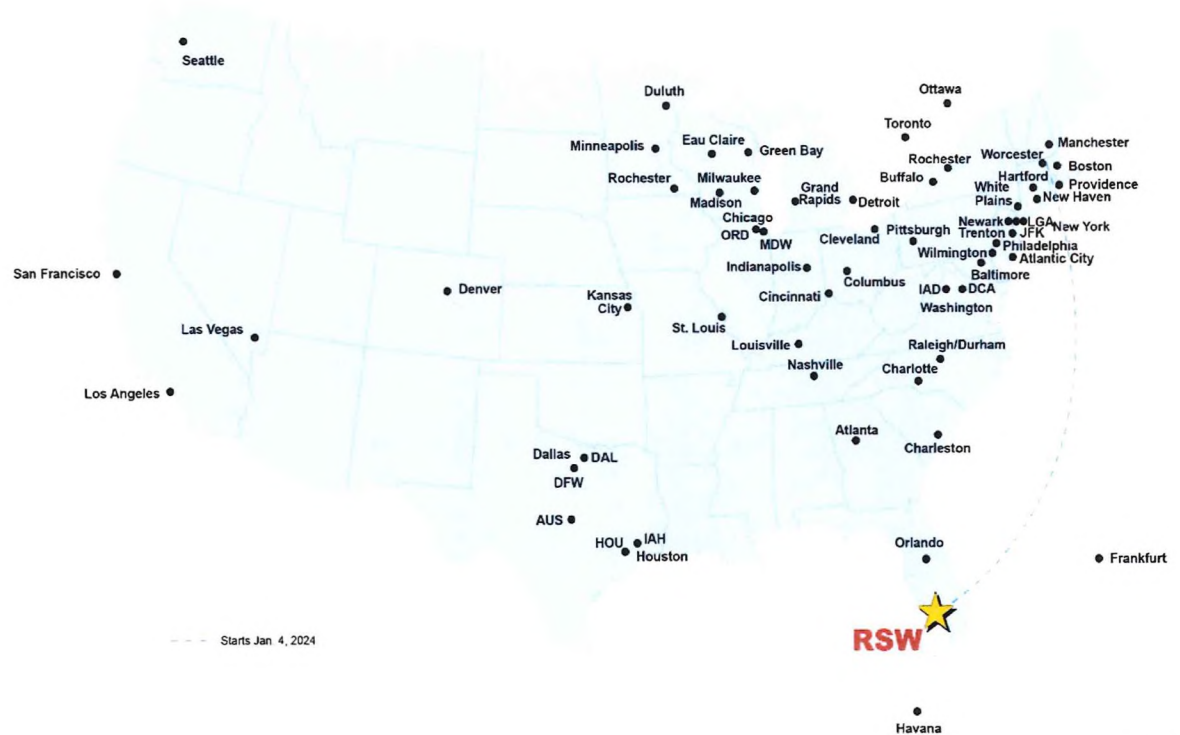 Seattle
Duluth
Ottawa
Toronto
Minneapolis
Eau Claire
Green Bay
Manchester
Rochester
Worcester
Boston
Rochester
Milwaukee
Buffalo
Hartford
Providence
Madison
Grand
Rapids
Detroit
White
Plains
New Haven
Chicago
ORD
MDW
Cleveland
Pittsburgh
Newark
LGA
New York
Trenton
JFK
Philadelphia
Wilmington
Atlantic City
Baltimore
San Francisco
Indianapolis
Columbus
Denver
Kansas
City
Cincinnati
IAD
DCA
Washington
Las Vegas
St. Louis
Louisville
Raleigh/Durham
Nashville
Charlotte
Los Angeles
Atlanta
Charleston
Dallas
DAL
DFW
AUS
HOU
IAH
Houston
Orlando
Frankfurt
RSW
Starts Jan. 4, 2024
Havana